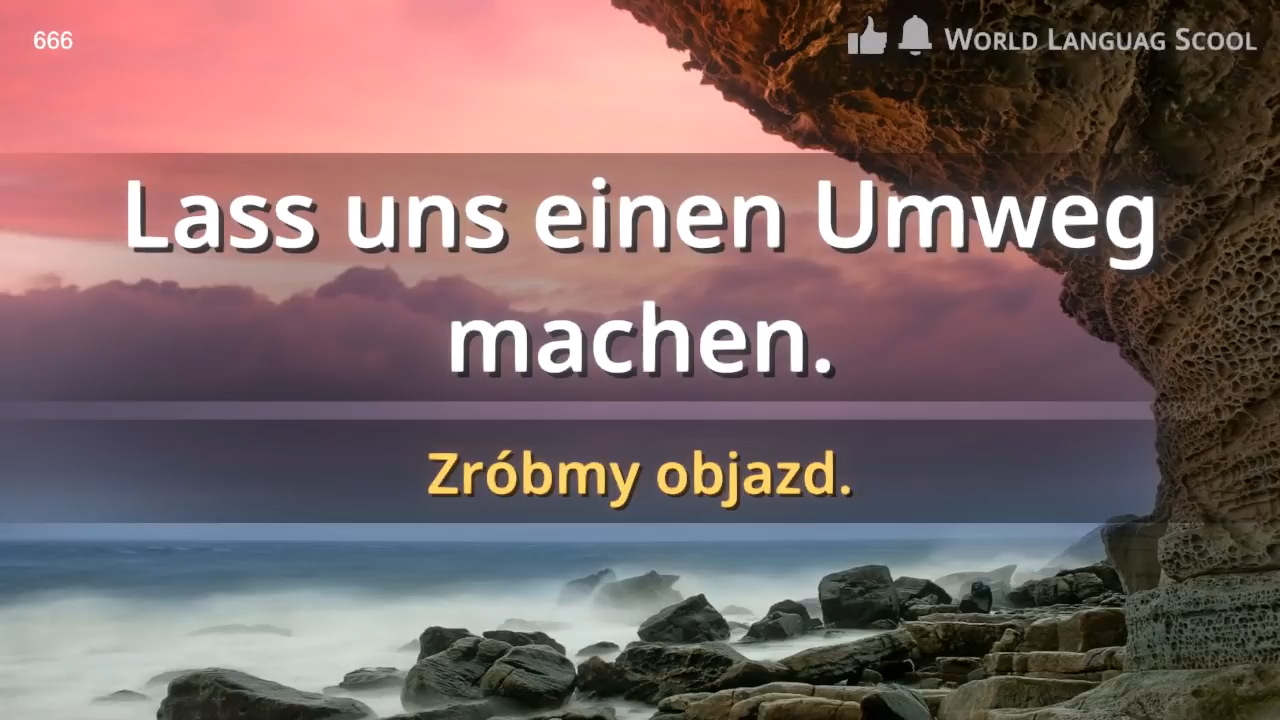 666
WORLD LANGUAG SCOOL
Lass uns einen Umweg
machen.
Zróbmy objazd.